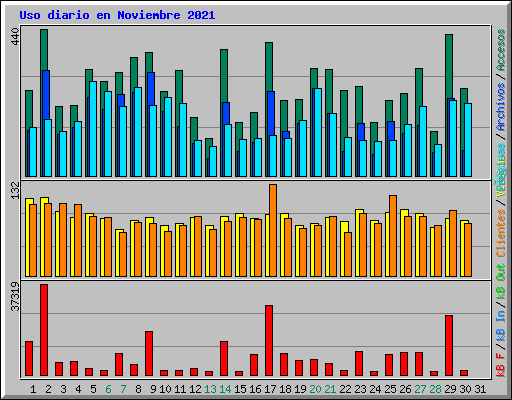 Uso diario en Noviembre 2021
440
132
37319
kB F / kB In / kB Out Clientes / Páginas / Archivos / Accesos
1 2 3 4 5 6 7 8 9 10 11 12 13 14 15 16 17 18 19 20 21 22 23 24 25 26 27 28 29 30 31